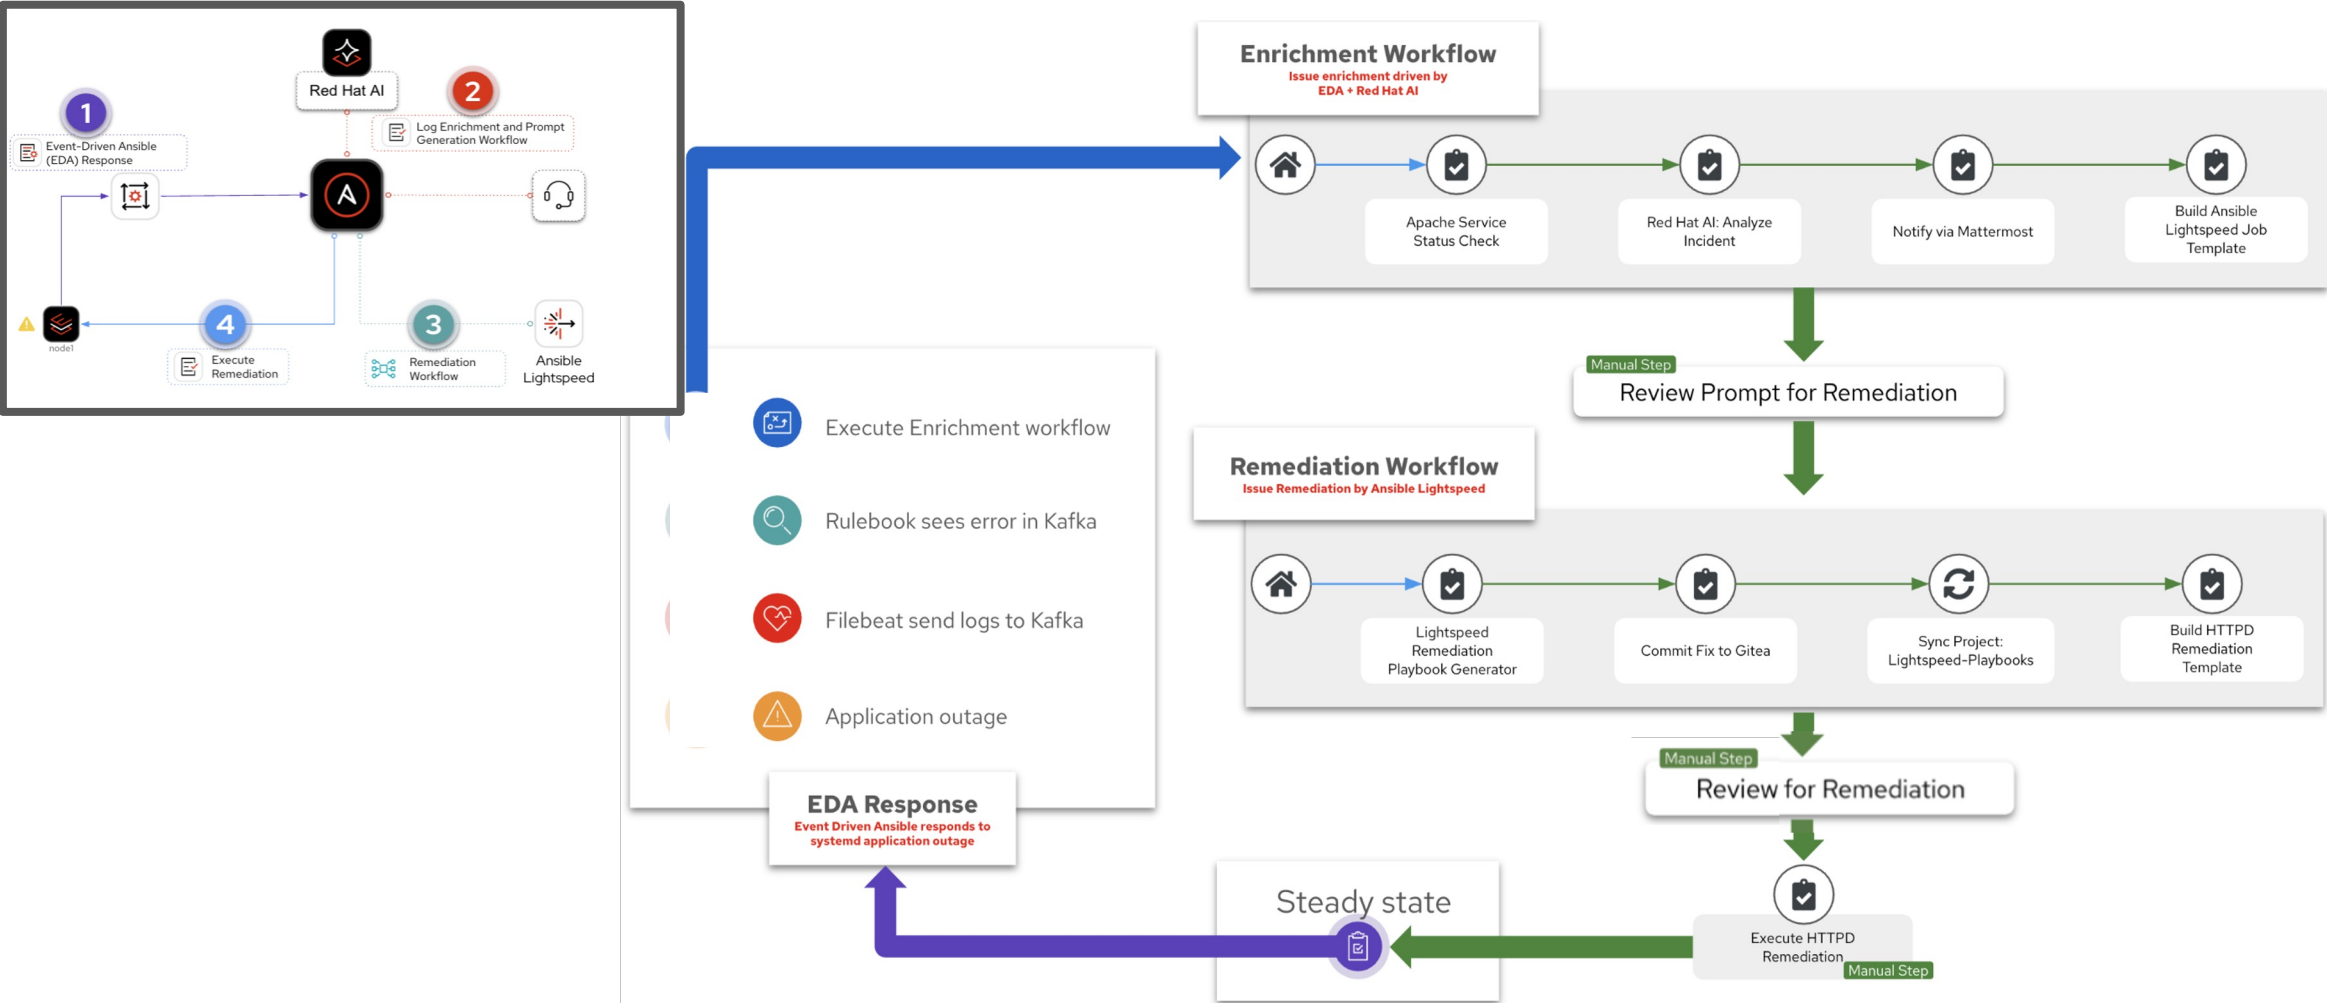 Red Hat AI
1
2
Event-Driven Ansible
(EDA) Response
Log Enrichment and Prompt
Generation Workflow
node1
4
Execute
Remediation
3
Remediation
Workflow
Ansible
Lightspeed
Enrichment Workflow
Issue enrichment driven by
EDA + Red Hat AI
Apache Service
Status Check
Red Hat AI: Analyze
Incident
Notify via Mattermost
Build Ansible
Lightspeed Job
Template
Manual Step
Review Prompt for Remediation
Execute Enrichment workflow
Rulebook sees error in Kafka
Filebeat send logs to Kafka
Application outage
EDA Response
Event Driven Ansible responds to
systemd application outage
Remediation Workflow
Issue Remediation by Ansible Lightspeed
Lightspeed
Remediation
Playbook Generator
Commit Fix to Gitea
Sync Project:
Lightspeed-Playbooks
Build HTTPD
Remediation
Template
Manual Step
Review for Remediation
Execute HTTPD
Remediation
Manual Step
Steady state